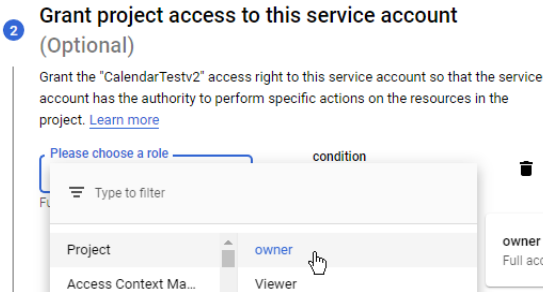 2
Grant project access to this service account
(Optional)
Grant the "CalendarTestv2" access right to this service account so that the service
account has the authority to perform specific actions on the resources in the
project. Learn more
Please choose a role
condition
Type to filter
Project
owner
owner
Full acc
Access Context Ma...
Viewer